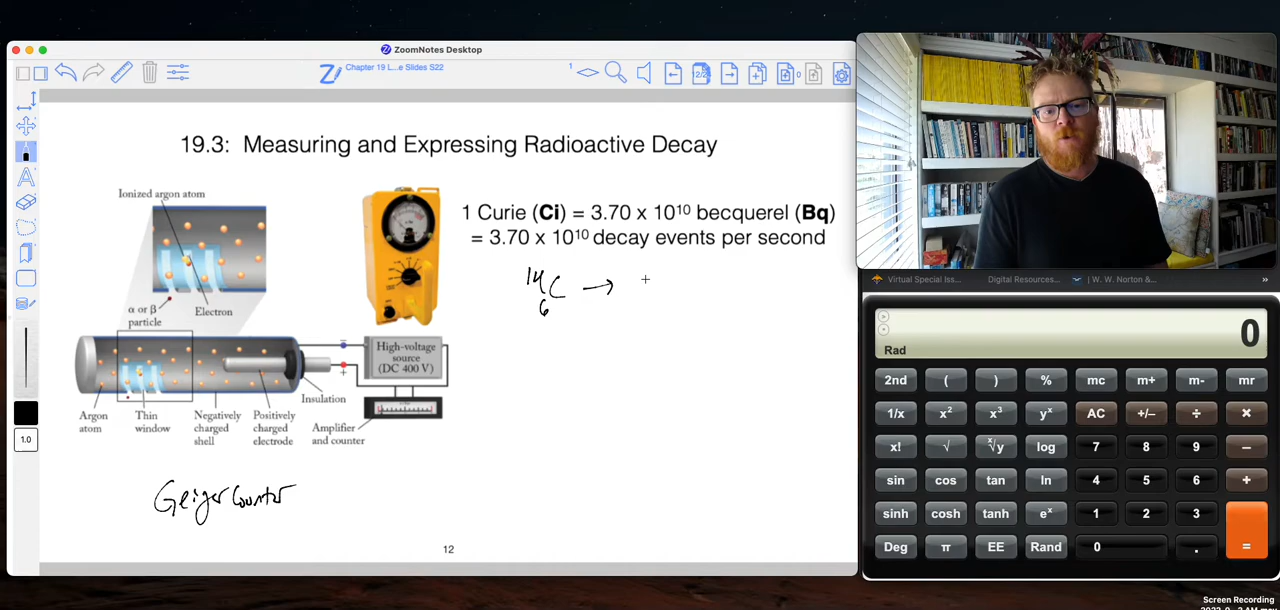 ZoomNotes Desktop
Chapter 19 L...e Slides S22
1
12/2
0
19.3: Measuring and Expressing Radioactive Decay
Ionized argon atom
α or β
particle
Electron
1 Curie (Ci) = 3.70 x 10¹⁰ becquerel (Bq)
= 3.70 x 10¹⁰ decay events per second
¹⁴₆C →
High-voltage
source
(DC 400 V)
−
+
Argon
atom
Thin
window
Negatively
charged
shell
Positively
charged
electrode
Insulation
Amplifier
and counter
Geiger Counter
12
A
1.0
Virtual Special Iss...
Digital Resources...
| W. W. Norton &...
0
Rad
2nd ( ) % mc m+ m- mr
1/x x² x³ yˣ AC +/− ÷ ×
x! √ ˣ√y log 7 8 9 −
sin cos tan ln 4 5 6 +
sinh cosh tanh eˣ 1 2 3 =
Deg π EE Rand 0 .
Screen Recording